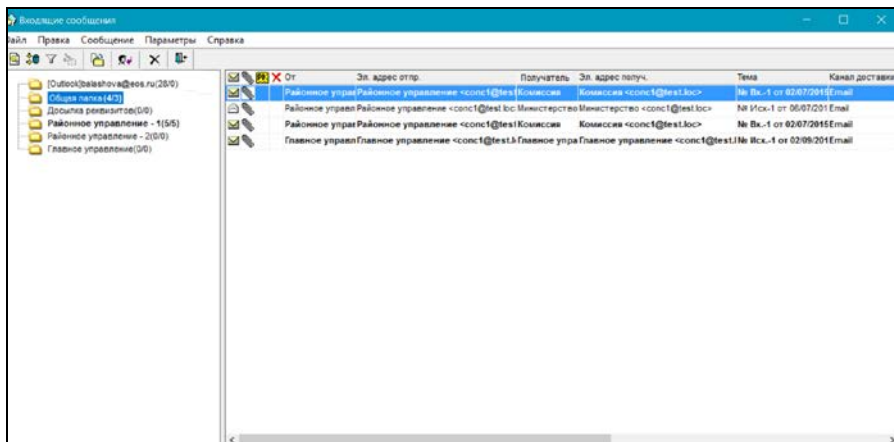 Входящие сообщения
Файл Правка Сообщение Параметры Справка
[Outlook]balashova@eos.ru(28/0)
Общая папка(4/3)
Досылка реквизитов(0/0)
Районное управление - 1(5/5)
Районное управление - 2(0/0)
Главное управление(0/0)
От Эл. адрес отпр. Получатель Эл. адрес получ. Тема Канал доставки
Районное управл Районное управление <conc1@test Комиссия Комиссия <conc1@test.loc> № Вх.-1 от 02/07/2015 Email
Районное управл Районное управление <conc1@test.loc Министерство Министерство <conc1@test.loc> № Исх-1 от 06/07/201 Email
Районное управл Районное управление <conc1@test Комиссия Комиссия <conc1@test.loc> № Вх.-1 от 02/07/2015 Email
Главное управл Главное управление <conc1@test.l Главное упра Главное управление <conc1@test.l № Исх.-1 от 02/09/201 Email